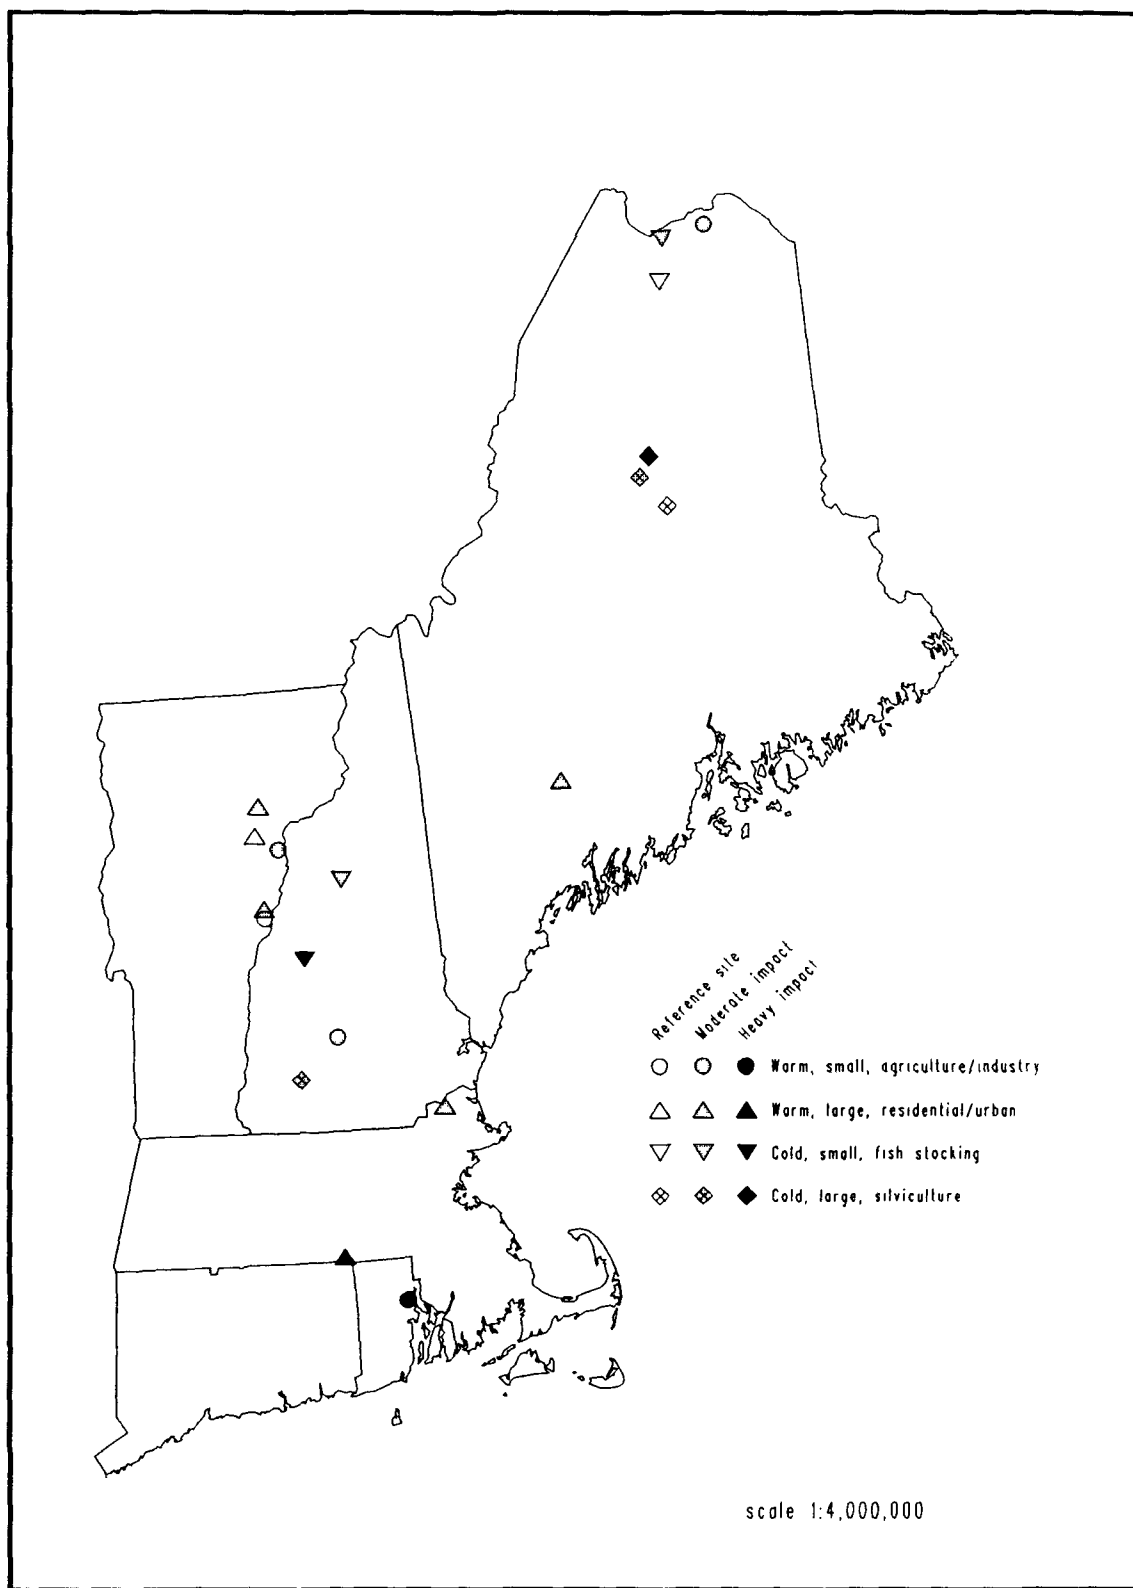 Reference site
Moderate impact
Heavy impact
Warm, small, agriculture/industry
Warm, large, residential/urban
Cold, small, fish stocking
Cold, large, silviculture
scale 1:4,000,000